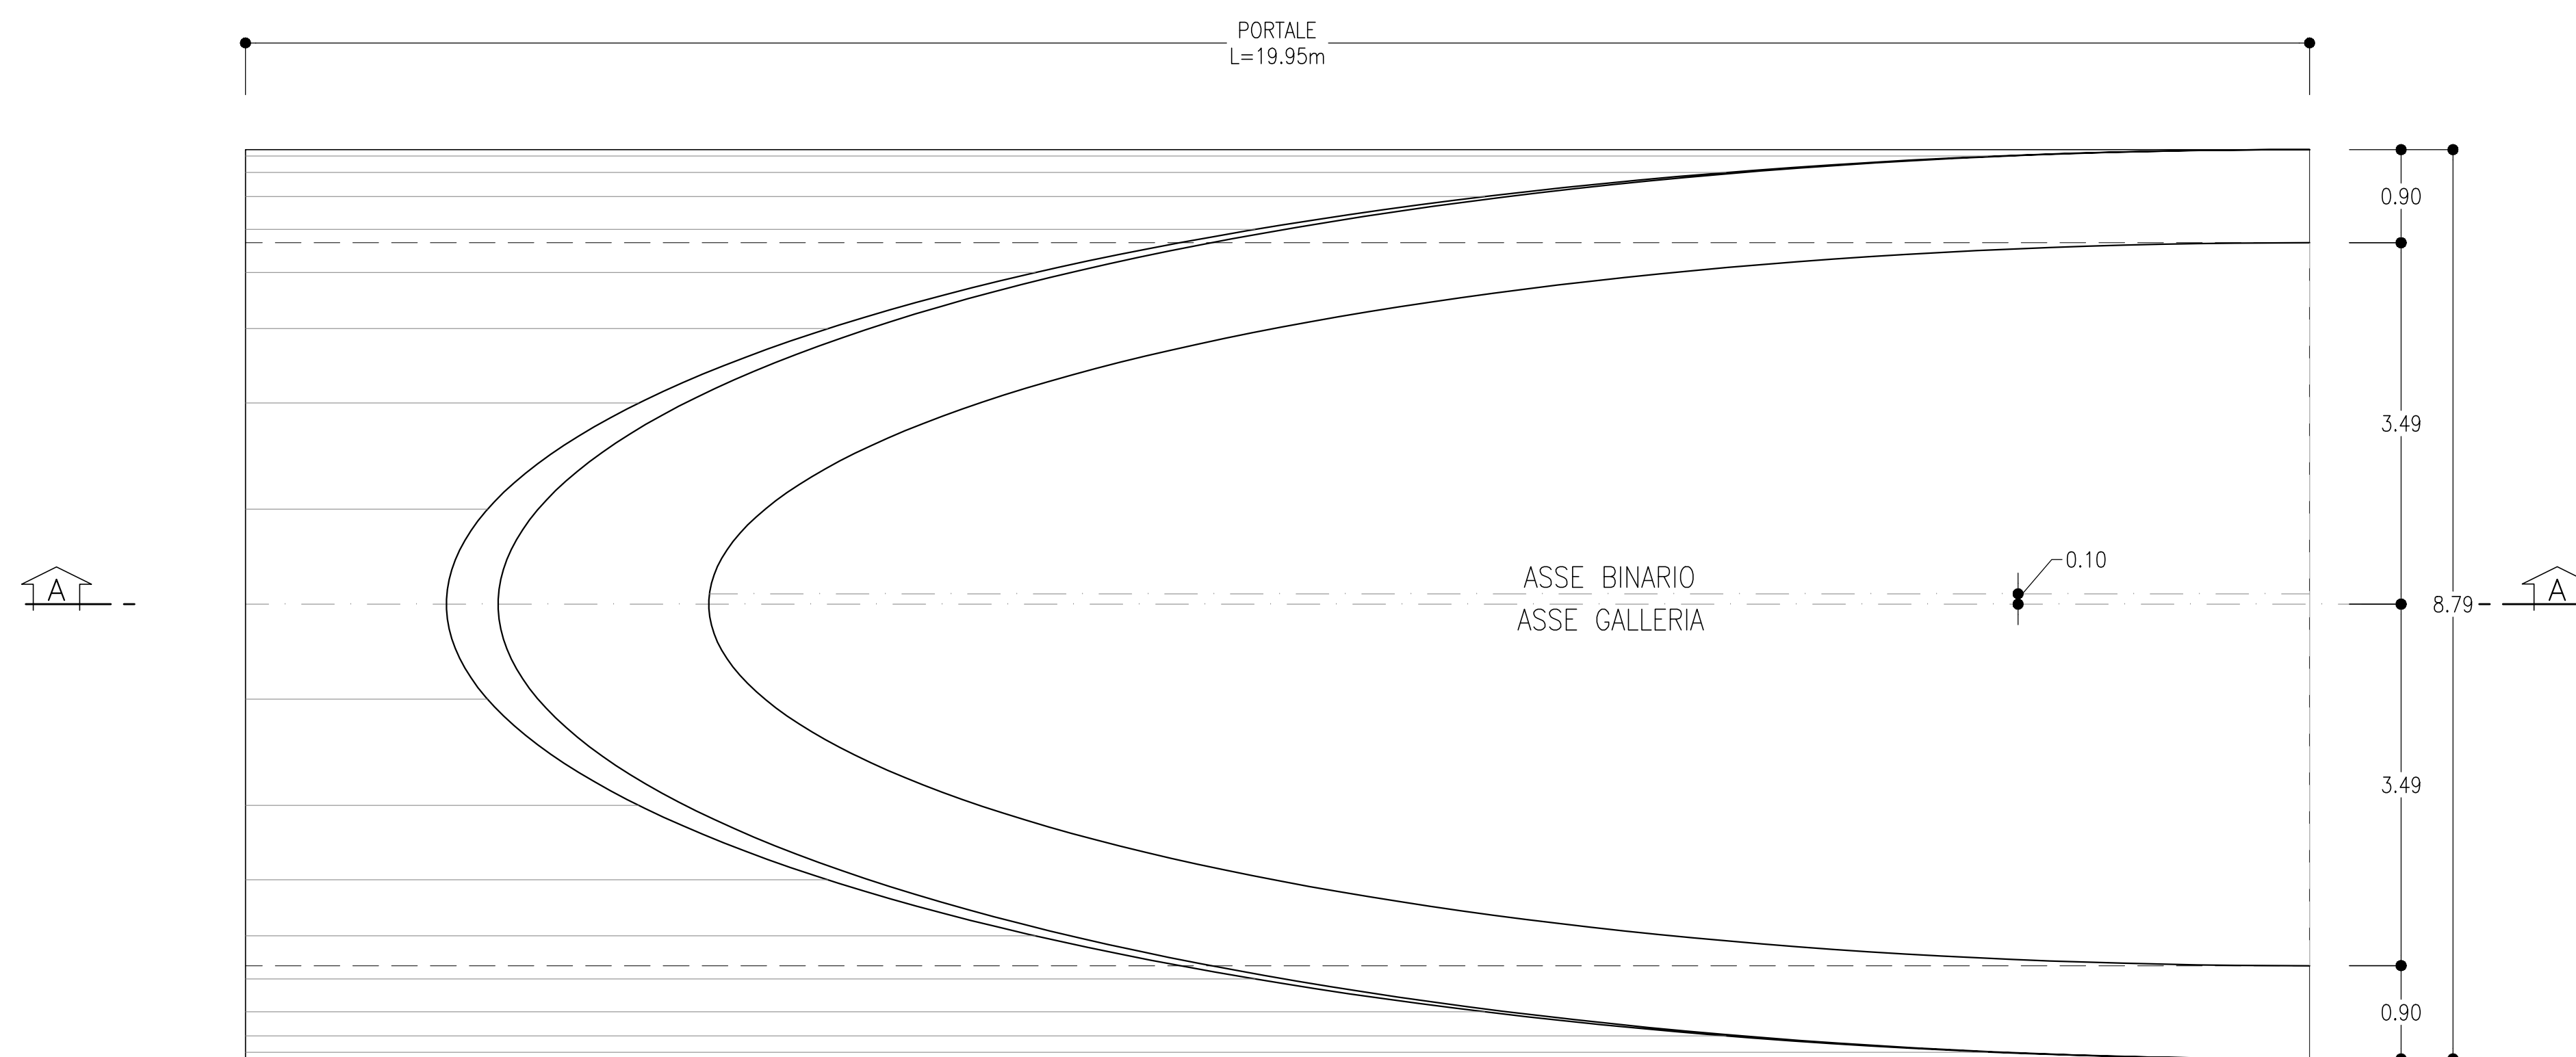 PORTALE
L=19.95m
0.90
3.49
ASSE BINARIO
0.10
A
ASSE GALLERIA
8.79
A
3.49
0.90